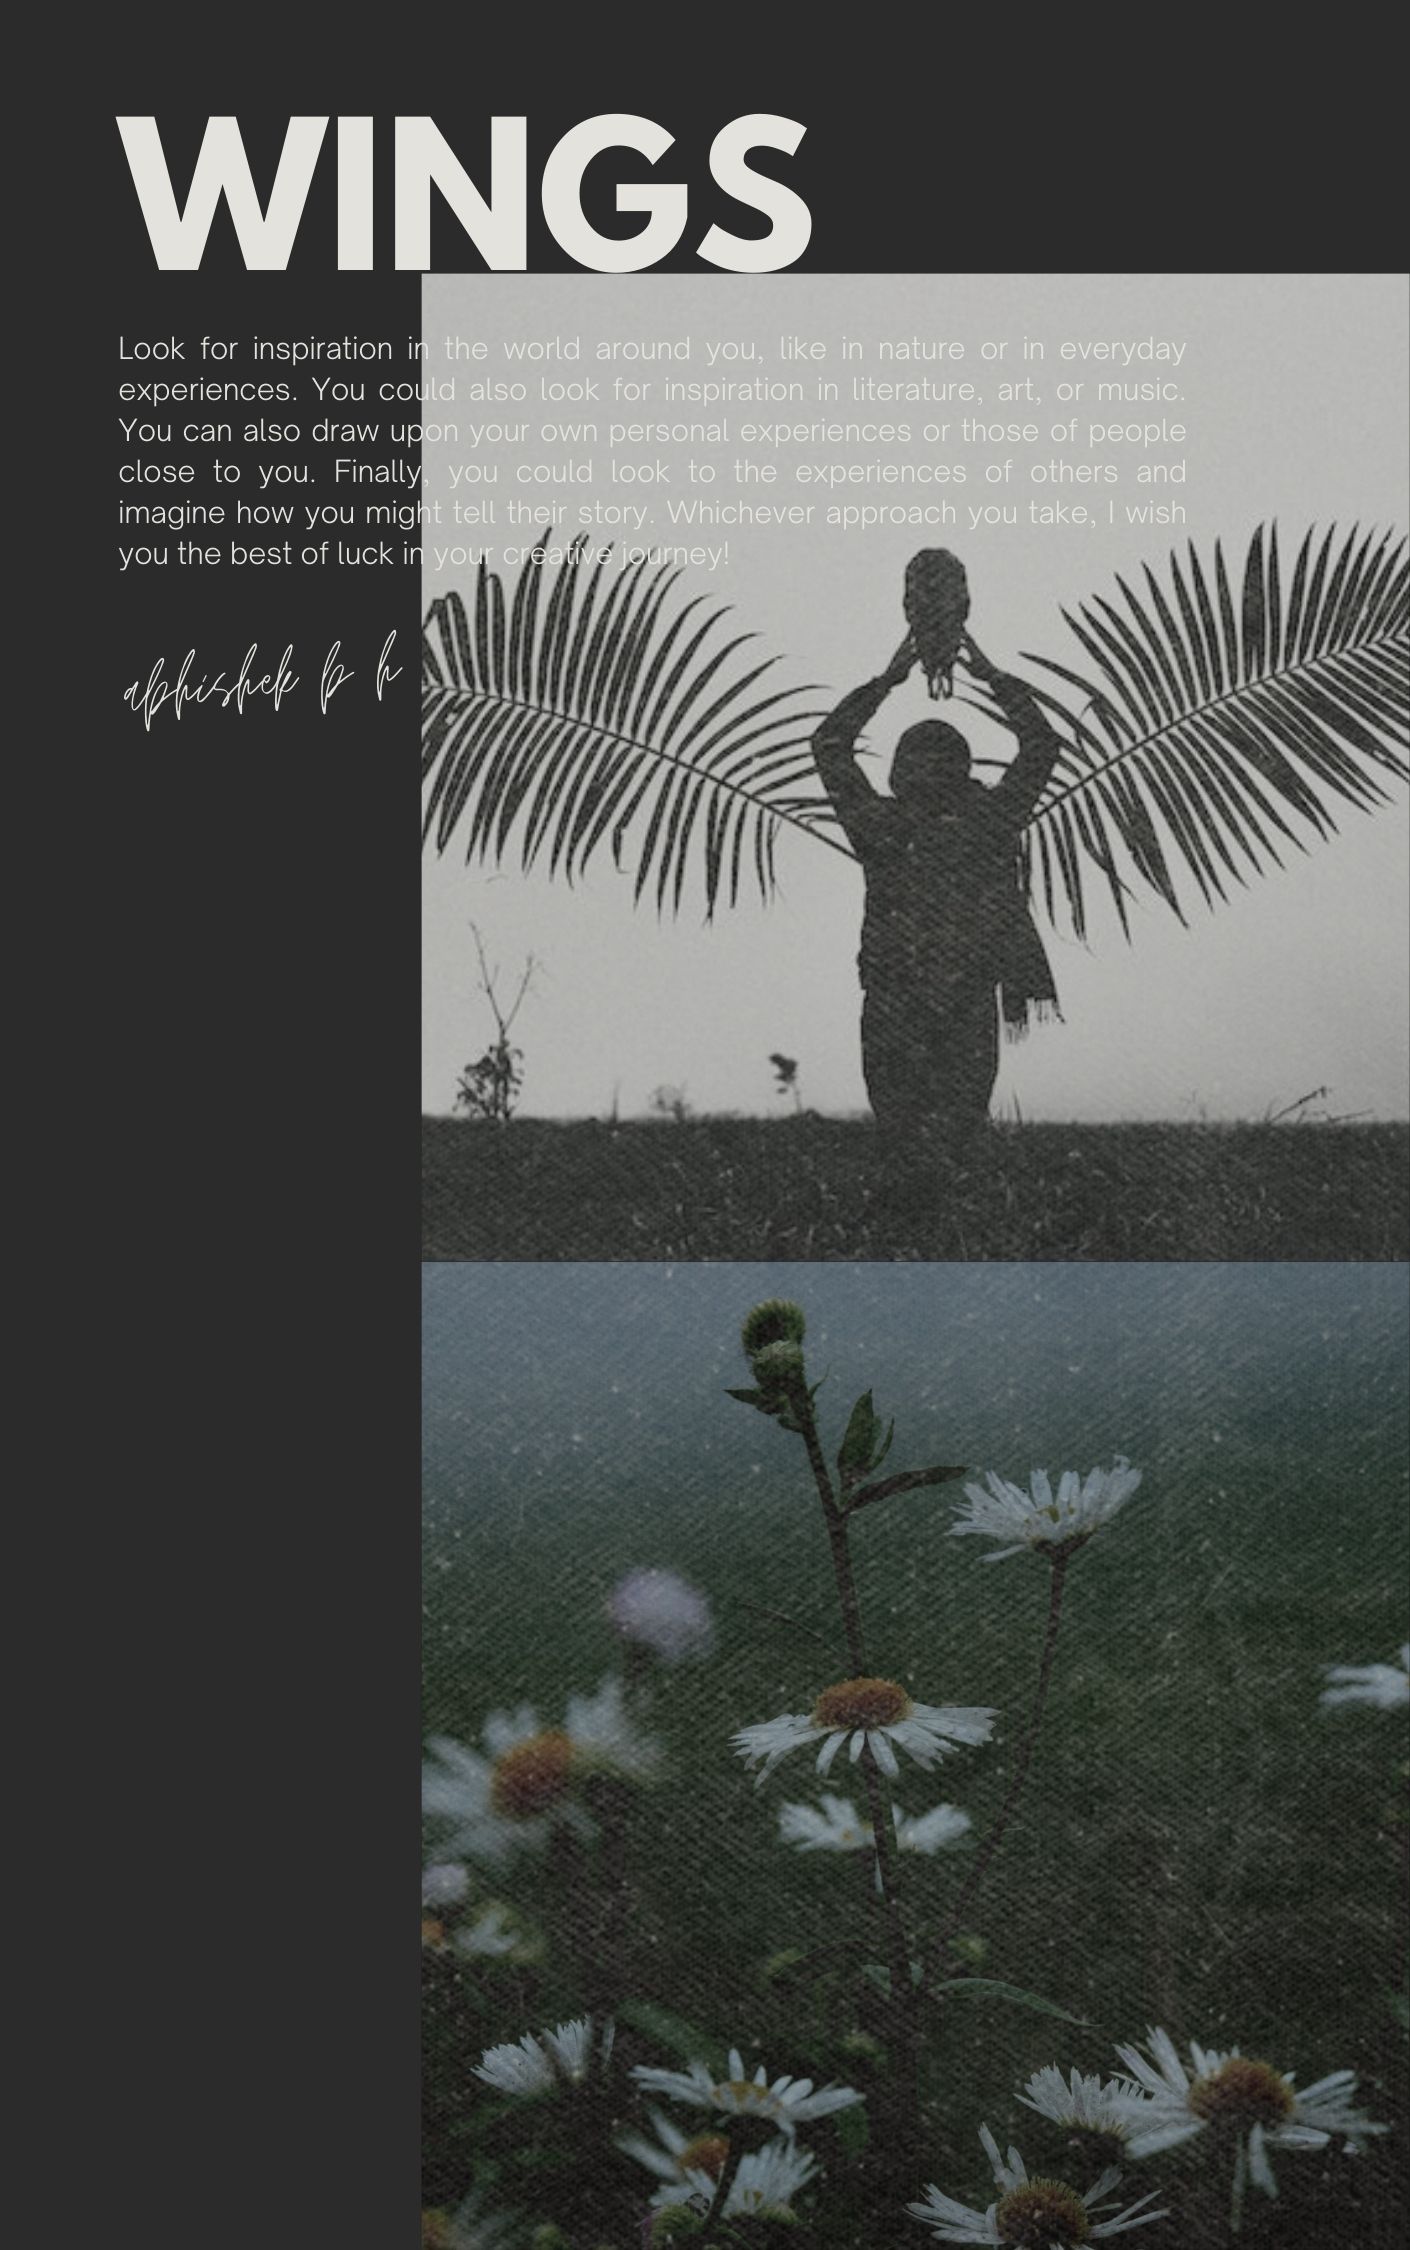 WINGS
Look for inspiration in the world around you, like in nature or in everyday
experiences. You could also look for inspiration in literature, art, or music.
You can also draw upon your own personal experiences or those of people
close to you. Finally, you could look to the experiences of others and
imagine how you might tell their story. Whichever approach you take, I wish
you the best of luck in your creative journey!
abhishek b h